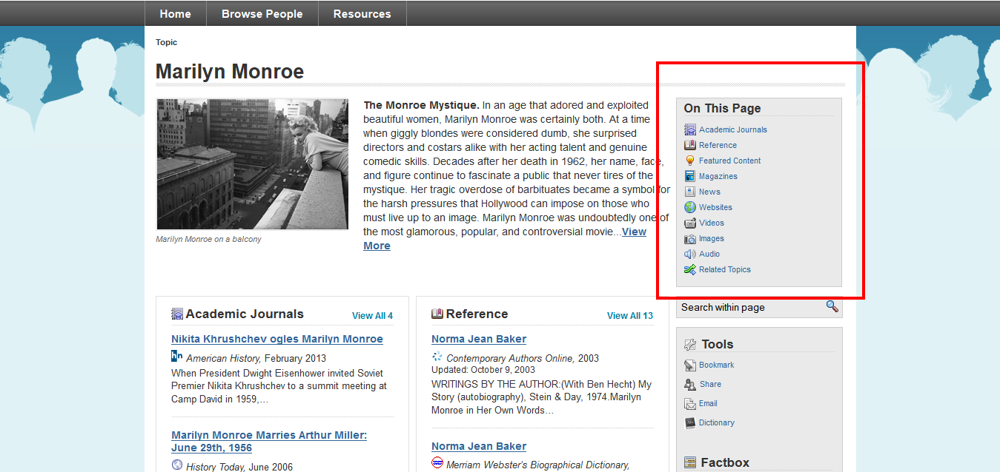 Home Browse People Resources
Topic
Marilyn Monroe
The Monroe Mystique. In an age that adored and exploited
beautiful women, Marilyn Monroe was certainly both. At a time
when giggly blondes were considered dumb, she surprised
directors and costars alike with her acting talent and genuine
comedic skills. Decades after her death in 1962, her name, face,
and figure continue to fascinate a public that never tires of the
mystique. Her tragic overdose of barbituates became a symbol for
the harsh pressures that Hollywood can impose on those who
must live up to an image. Marilyn Monroe was undoubtedly one of
the most glamorous, popular, and controversial movie...View
More
Marilyn Monroe on a balcony
On This Page
Academic Journals
Reference
Featured Content
Magazines
News
Websites
Videos
Images
Audio
Related Topics
Academic Journals View All 4
Nikita Khrushchev ogles Marilyn Monroe
American History, February 2013
When President Dwight Eisenhower invited Soviet
Premier Nikita Khrushchev to a summit meeting at
Camp David in 1959,…
Marilyn Monroe Marries Arthur Miller:
June 29th, 1956
History Today, June 2006
Reference View All 13
Norma Jean Baker
Contemporary Authors Online, 2003
Updated: October 9, 2003
WRITINGS BY THE AUTHOR:(With Ben Hecht) My
Story (autobiography), Stein & Day, 1974.Marilyn
Monroe in Her Own Words…
Norma Jean Baker
Merriam Webster's Biographical Dictionary,
Search within page
Tools
Bookmark
Share
Email
Dictionary
Factbox